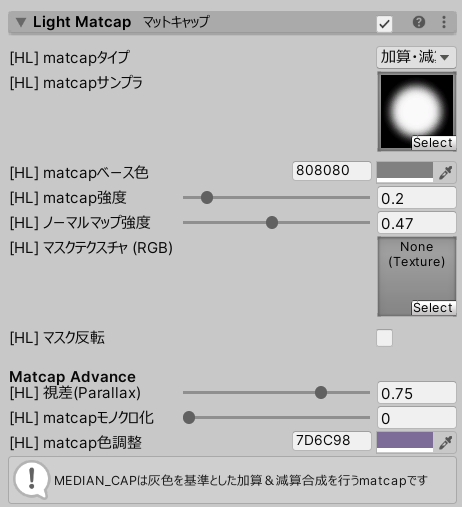 Light Matcap マットキャップ
[HL] matcapタイプ 加算・減
[HL] matcapサンプラ
Select
[HL] matcapベース色 808080
[HL] matcap強度 0.2
[HL] ノーマルマップ強度 0.47
[HL] マスクテクスチャ (RGB) None
(Texture)
Select
[HL] マスク反転
Matcap Advance
[HL] 視差(Parallax) 0.75
[HL] matcapモノクロ化 0
[HL] matcap色調整 7D6C98
MEDIAN_CAPは灰色を基準とした加算＆減算合成を行うmatcapです